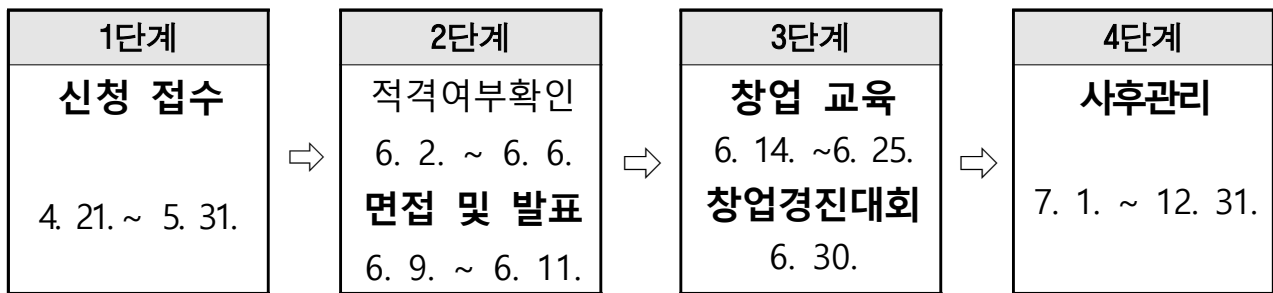 1단계
신청 접수
4. 21. ~ 5. 31.
⇨
2단계
적격여부확인
6. 2. ~ 6. 6.
면접 및 발표
6. 9. ~ 6. 11.
⇨
3단계
창업 교육
6. 14. ~6. 25.
창업경진대회
6. 30.
⇨
4단계
사후관리
7. 1. ~ 12. 31.